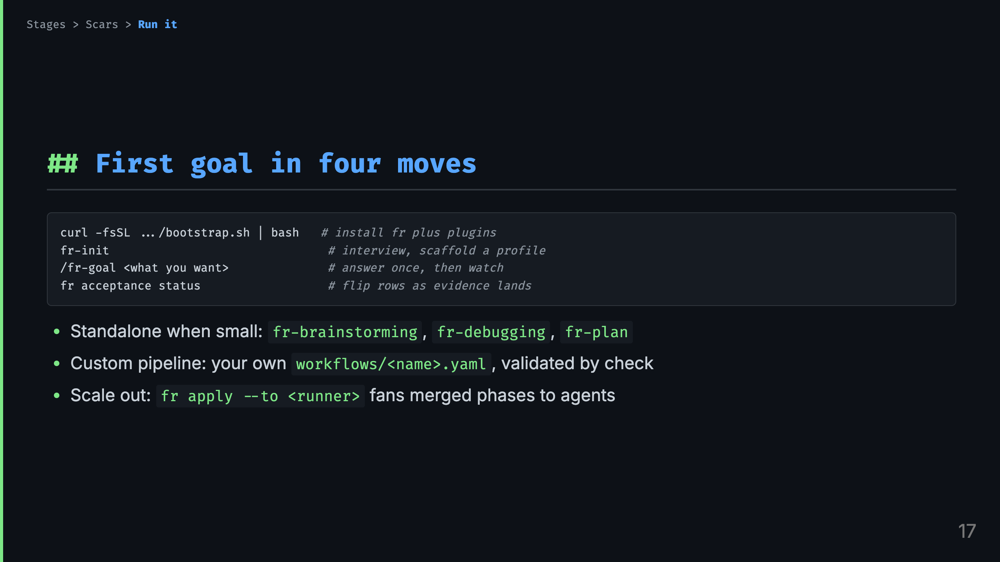 Stages > Scars > Run it
## First goal in four moves
curl -fsSL .../bootstrap.sh | bash   # install fr plus plugins
fr-init                               # interview, scaffold a profile
/fr-goal <what you want>              # answer once, then watch
fr acceptance status                  # flip rows as evidence lands
• Standalone when small: fr-brainstorming, fr-debugging, fr-plan
• Custom pipeline: your own workflows/<name>.yaml, validated by check
• Scale out: fr apply --to <runner> fans merged phases to agents
17